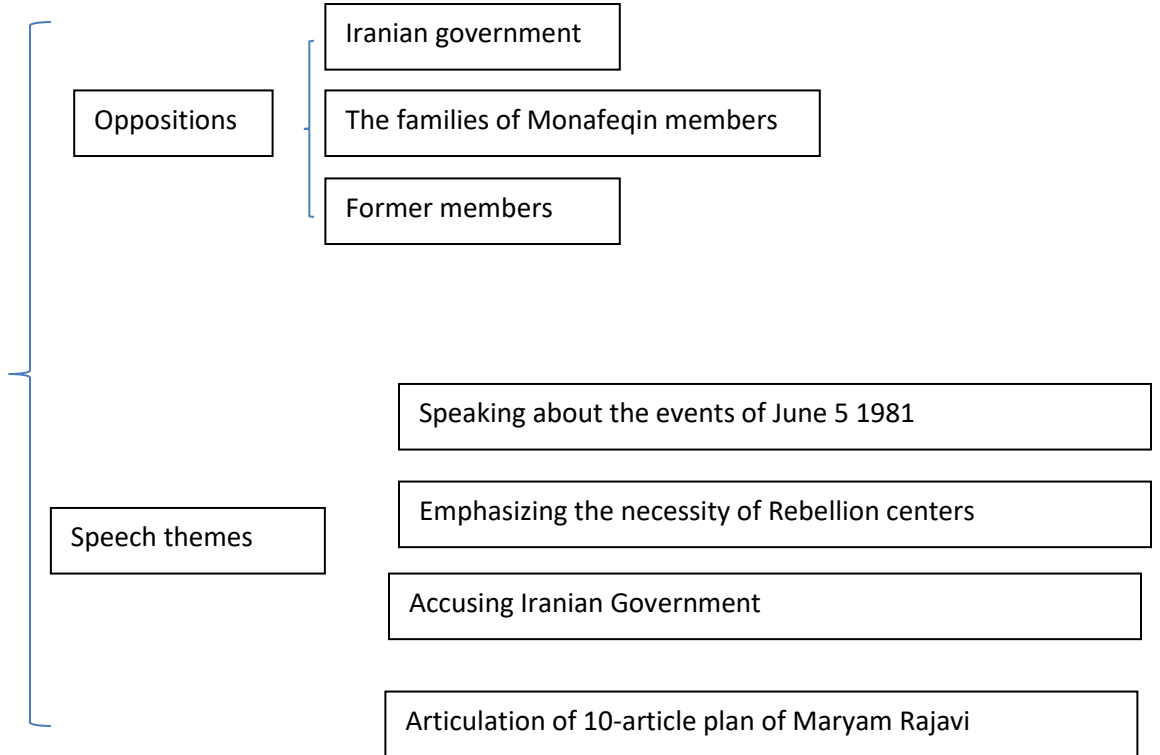 Iranian government
Oppositions
The families of Monafeqin members
Former members
Speaking about the events of June 5 1981
Emphasizing the necessity of Rebellion centers
Speech themes
Accusing Iranian Government
Articulation of 10-article plan of Maryam Rajavi